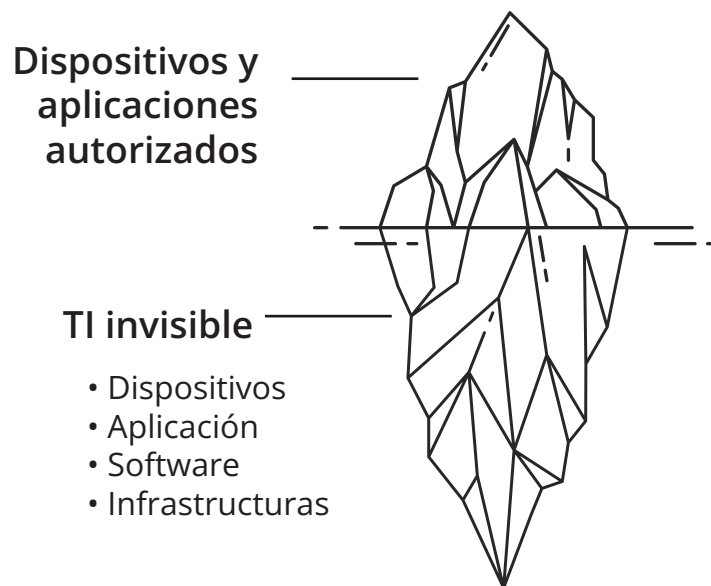 Dispositivos y
aplicaciones
autorizados
TI invisible
• Dispositivos
• Aplicación
• Software
• Infrastructuras